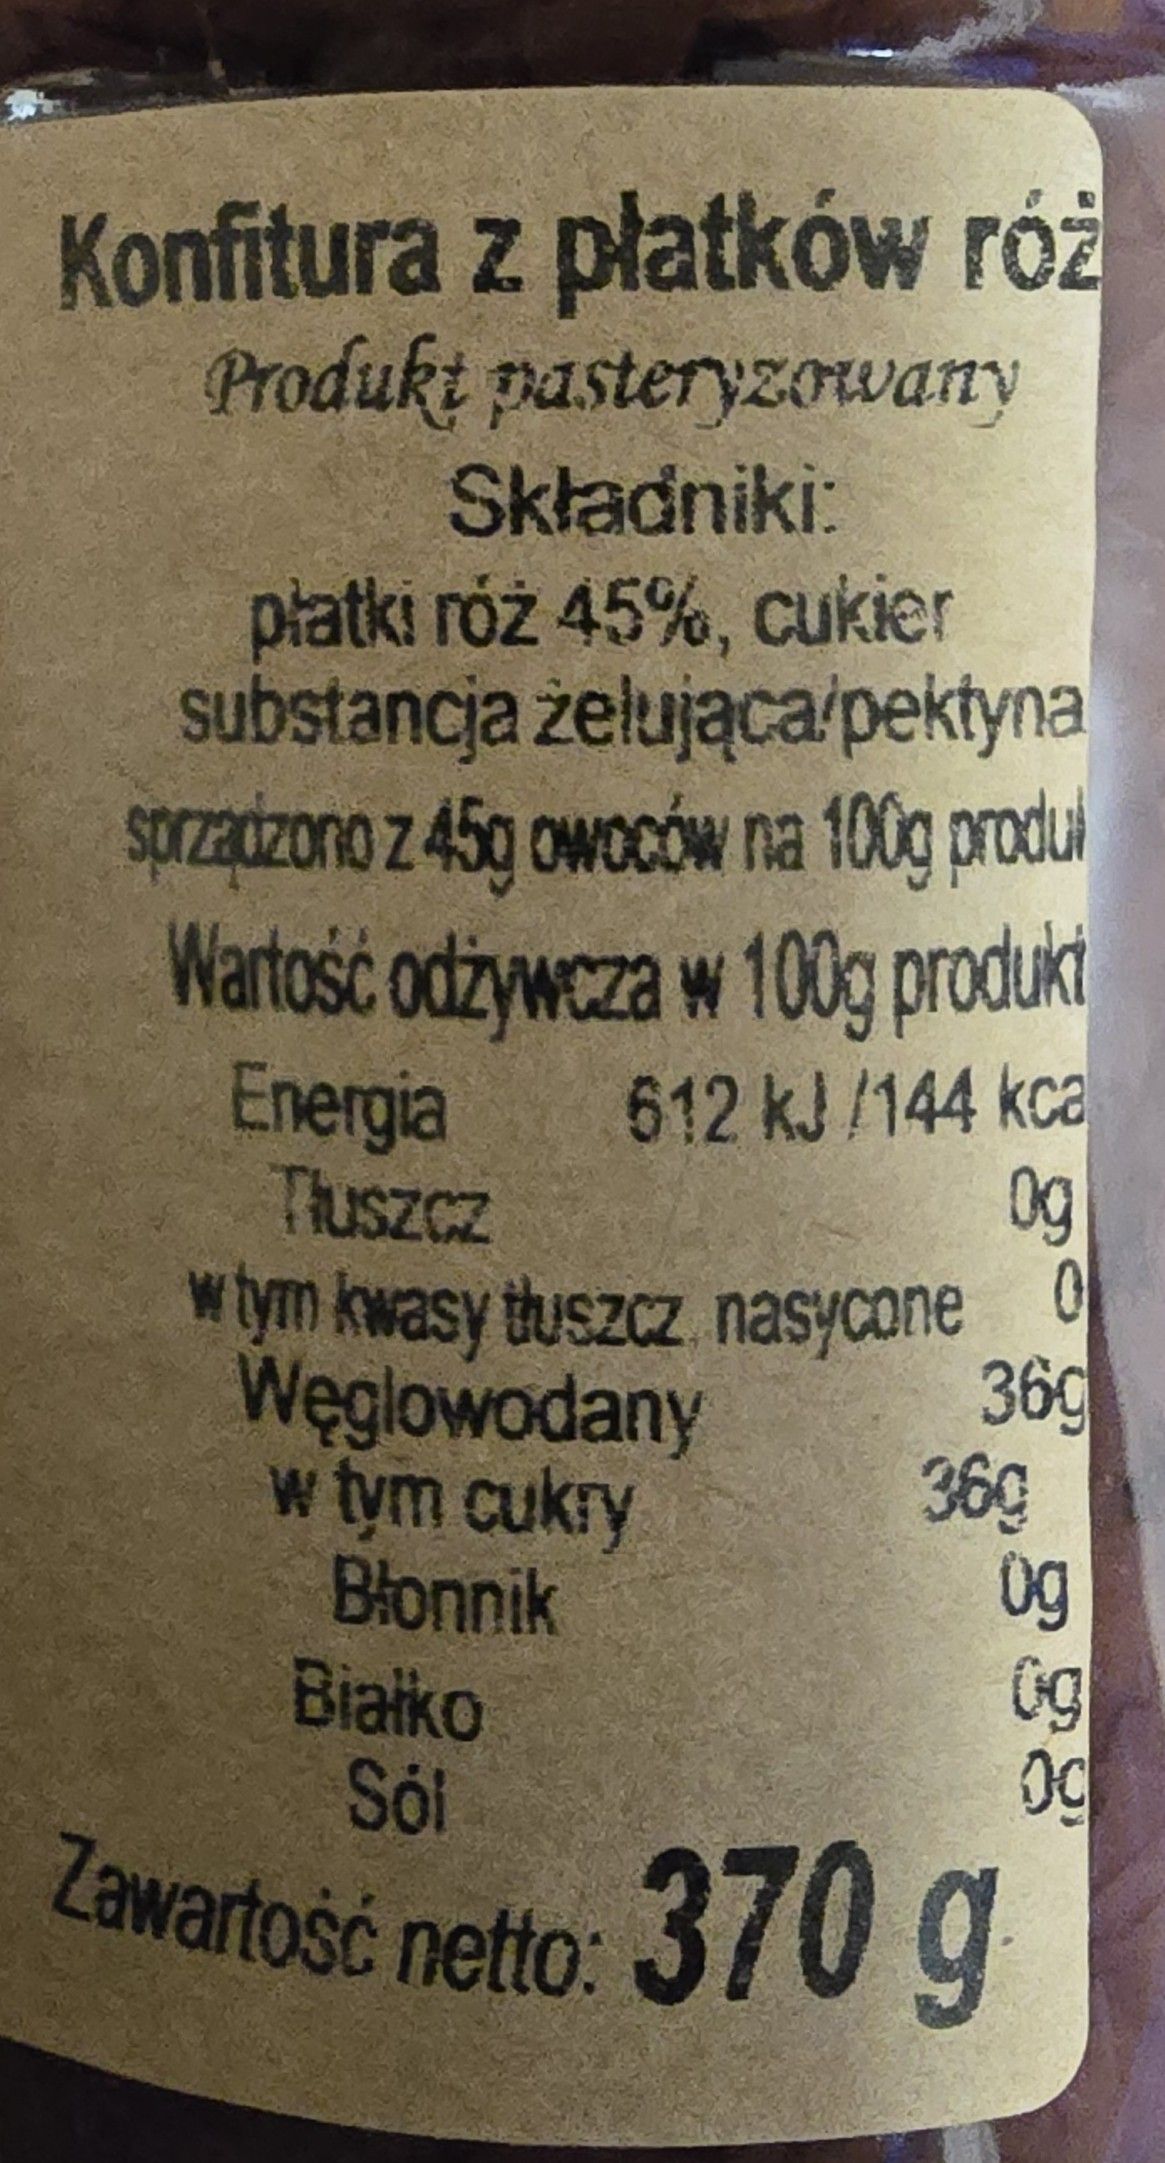 Konfitura z płatków róż
Produkt pasteryzowany
Składniki:
płatki róż 45%, cukier
substancja żelująca/pektyna
sprządzono z 45g owoców na 100g produk
Wartość odżywcza w 100g produkt
Energia 612 kJ /144 kca
Tłuszcz 0g
w tym kwasy tłuszcz. nasycone 0
Węglowodany 36g
w tym cukry 36g
Błonnik 0g
Białko 0g
Sól 0g
Zawartość netto: 370 g